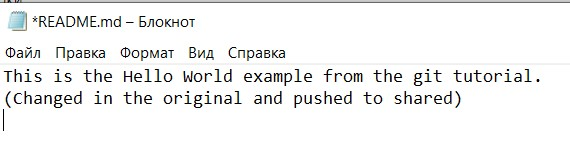 *README.md – Блокнот
Файл Правка Формат Вид Справка
This is the Hello World example from the git tutorial.
(Changed in the original and pushed to shared)